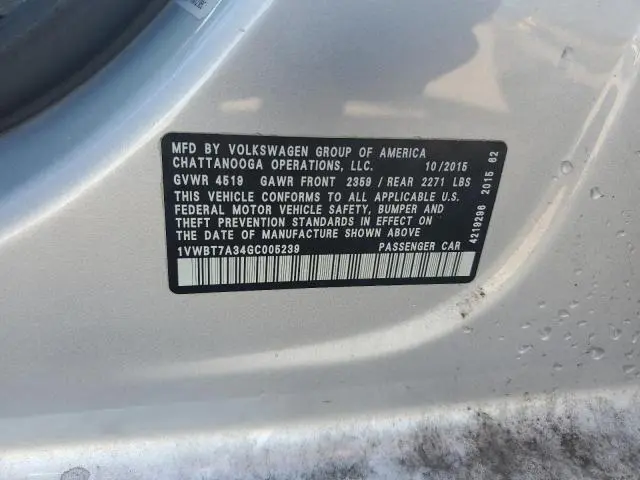 MFD BY VOLKSWAGEN GROUP OF AMERICA
CHATTANOOGA OPERATIONS, LLC. 10/2015
GVWR 4519 GAWR FRONT 2359 / REAR 2271 LBS
THIS VEHICLE CONFORMS TO ALL APPLICABLE U.S.
FEDERAL MOTOR VEHICLE SAFETY, BUMPER AND
THEFT PREVENTION STANDARDS IN EFFECT ON
THE DATE OF MANUFACTURE SHOWN ABOVE
1VWBT7A34GC005239 PASSENGER CAR
4219296 2015 62